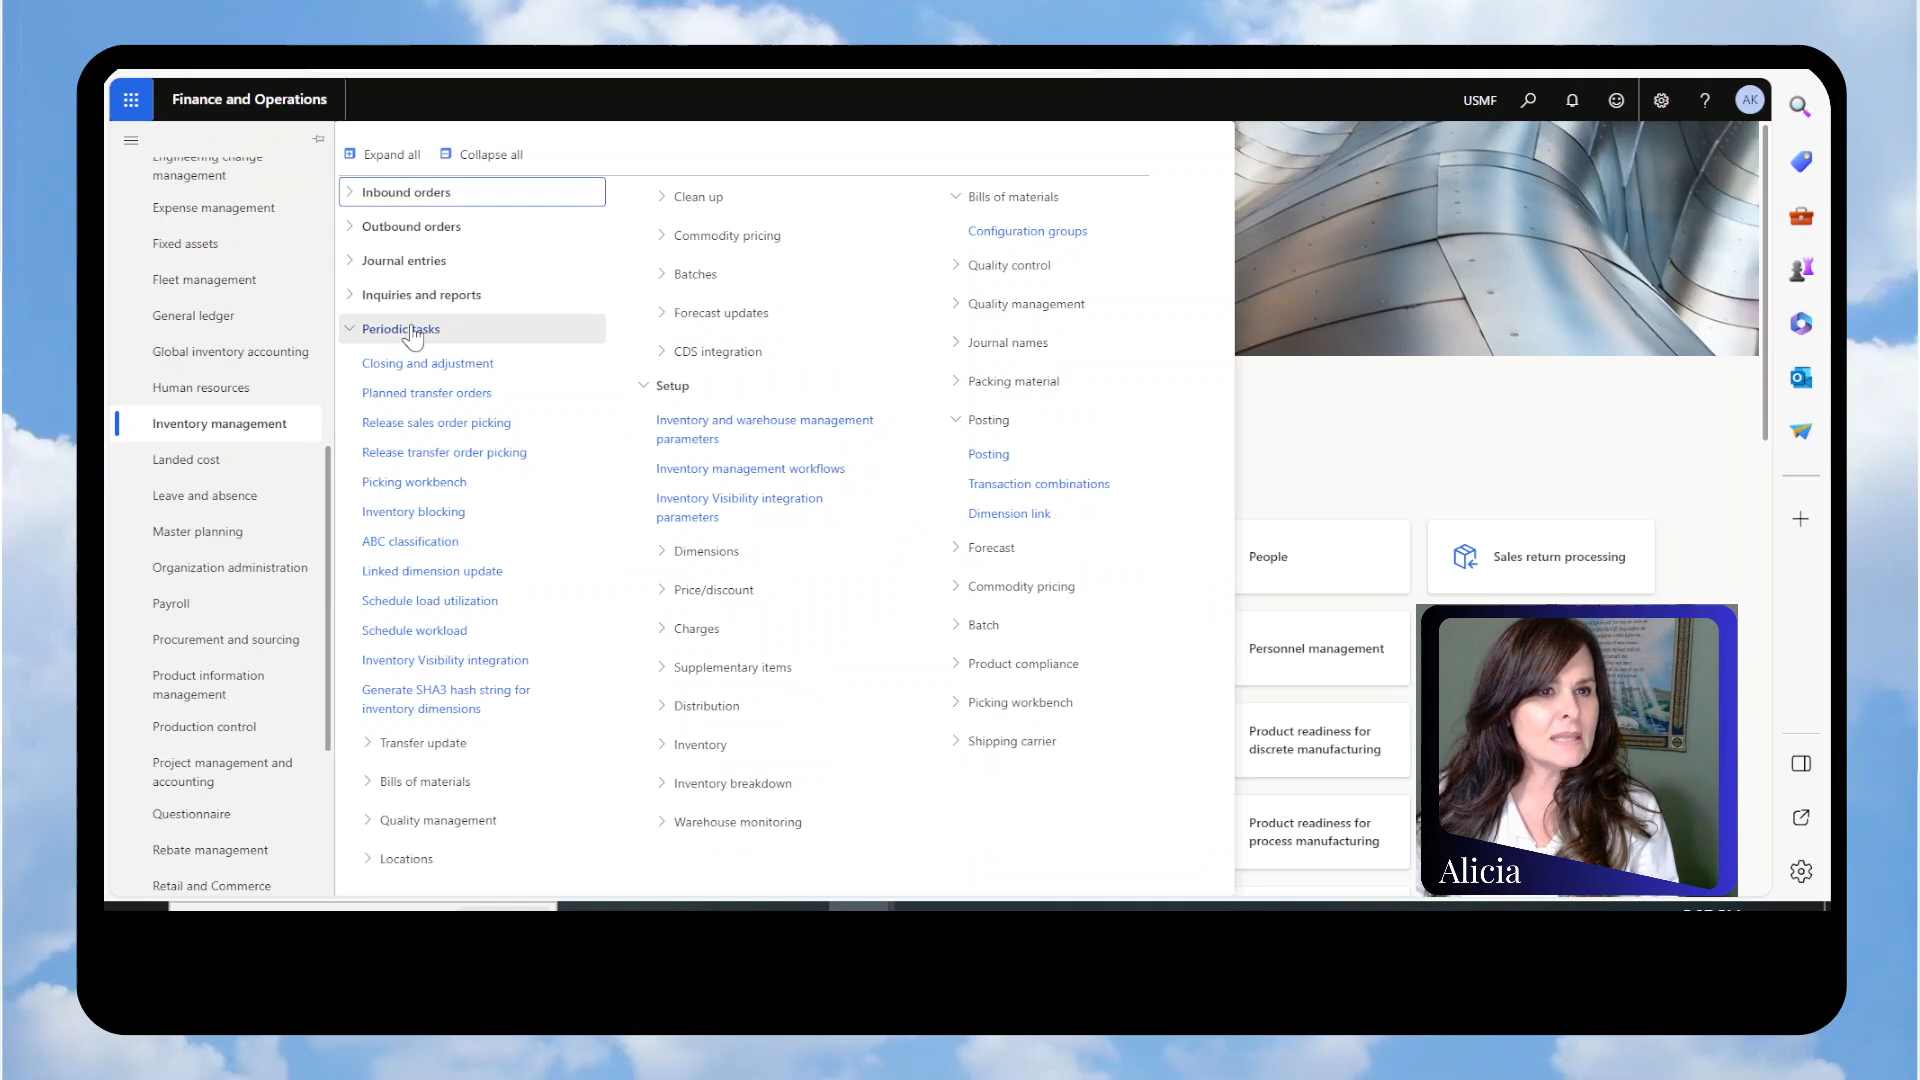 Finance and Operations
USMF
AK
Engineering change
management
Expense management
Fixed assets
Fleet management
General ledger
Global inventory accounting
Human resources
Inventory management
Landed cost
Leave and absence
Master planning
Organization administration
Payroll
Procurement and sourcing
Product information
management
Production control
Project management and
accounting
Questionnaire
Rebate management
Retail and Commerce
Expand all
Collapse all
Inbound orders
Outbound orders
Journal entries
Inquiries and reports
Periodic tasks
Closing and adjustment
Planned transfer orders
Release sales order picking
Release transfer order picking
Picking workbench
Inventory blocking
ABC classification
Linked dimension update
Schedule load utilization
Schedule workload
Inventory Visibility integration
Generate SHA3 hash string for
inventory dimensions
Transfer update
Bills of materials
Quality management
Locations
Clean up
Commodity pricing
Batches
Forecast updates
CDS integration
Setup
Inventory and warehouse management
parameters
Inventory management workflows
Inventory Visibility integration
parameters
Dimensions
Price/discount
Charges
Supplementary items
Distribution
Inventory
Inventory breakdown
Warehouse monitoring
Bills of materials
Configuration groups
Quality control
Quality management
Journal names
Packing material
Posting
Posting
Transaction combinations
Dimension link
Forecast
Commodity pricing
Batch
Product compliance
Picking workbench
Shipping carrier
People
Sales return processing
Personnel management
Product readiness for
discrete manufacturing
Product readiness for
process manufacturing
Alicia